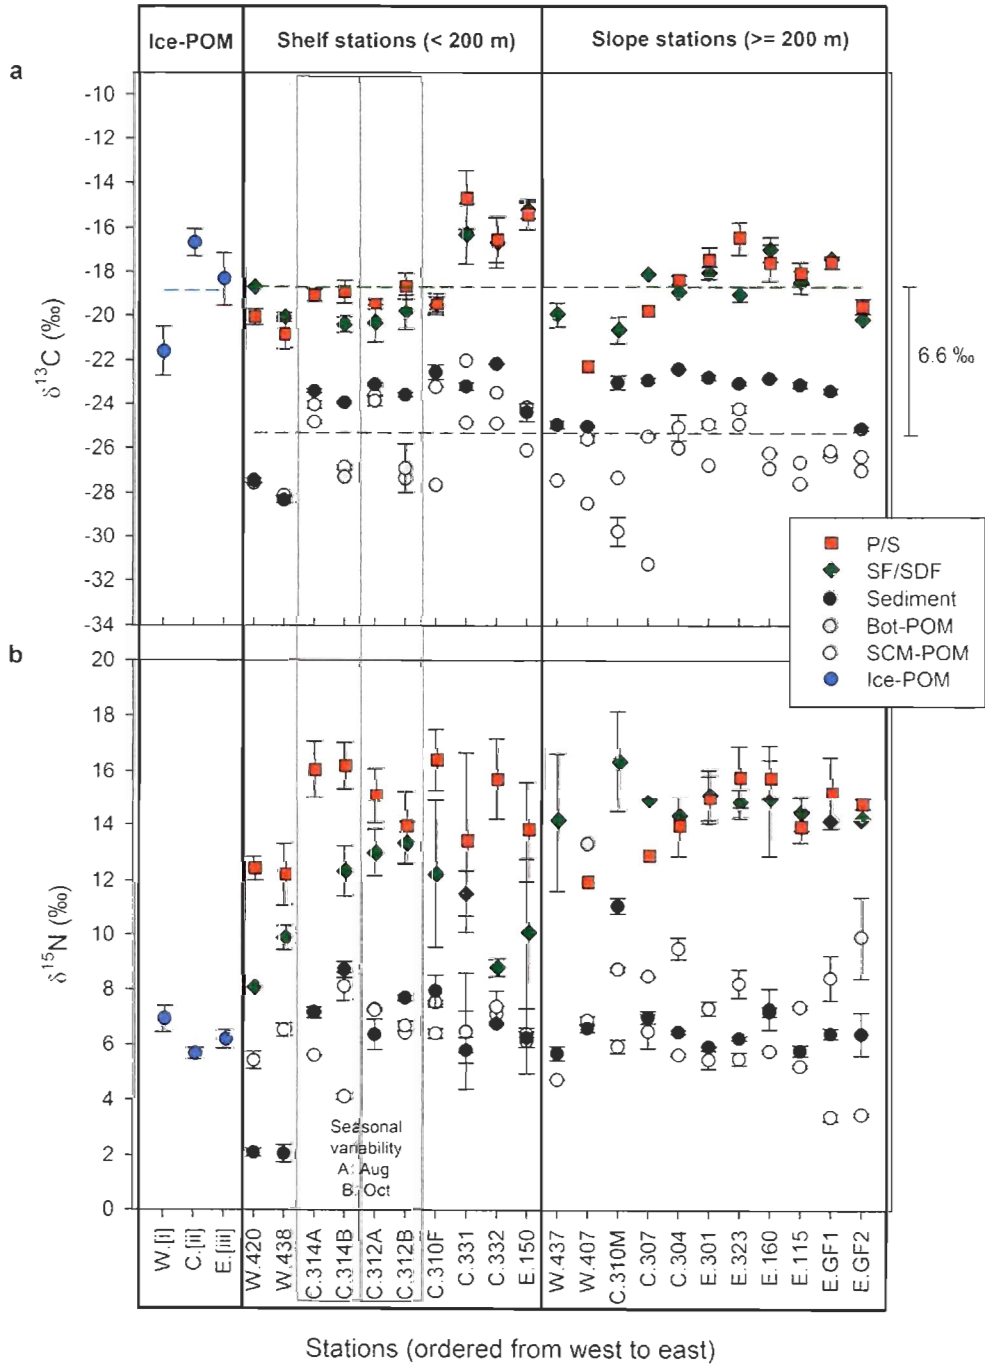 Ice-POM Shelf stations (< 200 m) Slope stations (>= 200 m)
a
-10
-12
-14
-16
-18
-20
-22
-24
-26
-28
-30
-32
-34
δ13C (‰)
6.6 ‰
P/S
SF/SDF
Sediment
Bot-POM
SCM-POM
Ice-POM
b
20
18
16
14
12
10
8
6
4
2
0
δ15N (‰)
Seasonal
variability
A: Aug
B: Oct
W.[i]
C.[ii]
E.[iii]
W.420
W.438
C.314A
C.314B
C.312A
C.312B
C.310F
C.331
C.332
E.150
W.437
W.407
C.310M
C.307
C.304
E.301
E.323
E.160
E.115
E.GF1
E.GF2
Stations (ordered from west to east)